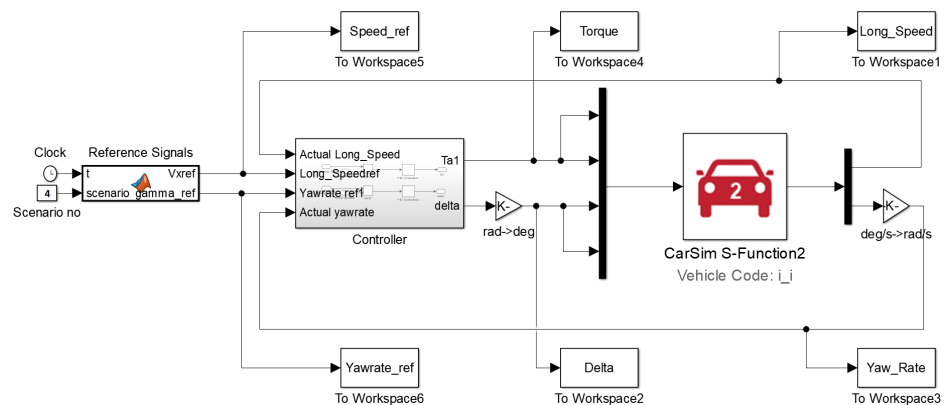 Speed_ref
To Workspace5
Torque
To Workspace4
Long_Speed
To Workspace1
Clock
Reference Signals
t
Vxref
scenario
gamma_ref
4
Scenario no
Actual Long_Speed
Long_Speedref
Yawrate ref1
Actual yawrate
Ta1
delta
Controller
K-
rad->deg
2
CarSim S-Function2
Vehicle Code: i_i
K-
deg/s->rad/s
Yawrate_ref
To Workspace6
Delta
To Workspace2
Yaw_Rate
To Workspace3